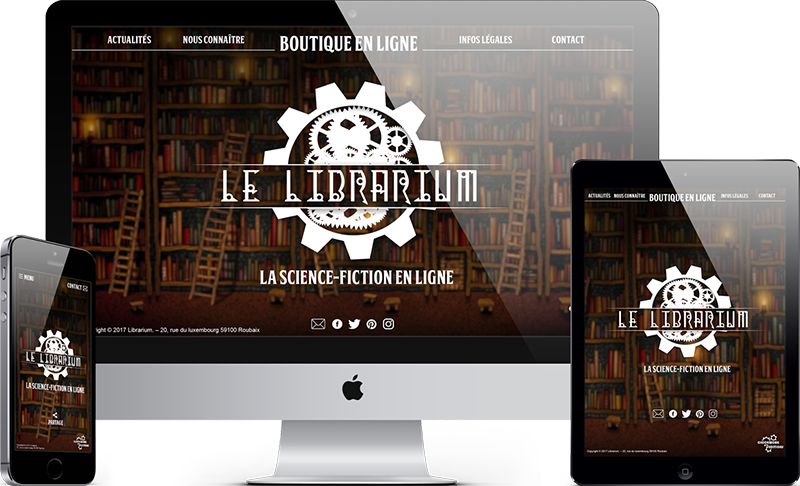 ACTUALITÉS NOUS CONNAÎTRE BOUTIQUE EN LIGNE INFOS LÉGALES CONTACT
LE LIBRARIUM
LA SCIENCE-FICTION EN LIGNE
right © 2017 Librarium. ~ 20, rue du luxembourg 59100 Roubaix
MENU
CONTACT
LE LIBRARIUM
LA SCIENCE-FICTION EN LIGNE
PARTAGE
ACTUALITÉS NOUS CONNAÎTRE BOUTIQUE EN LIGNE INFOS LÉGALES CONTACT
LE LIBRARIUM
LA SCIENCE-FICTION EN LIGNE
Copyright © 2017 Librarium. ~ 20, rue du luxembourg 59100 Roubaix